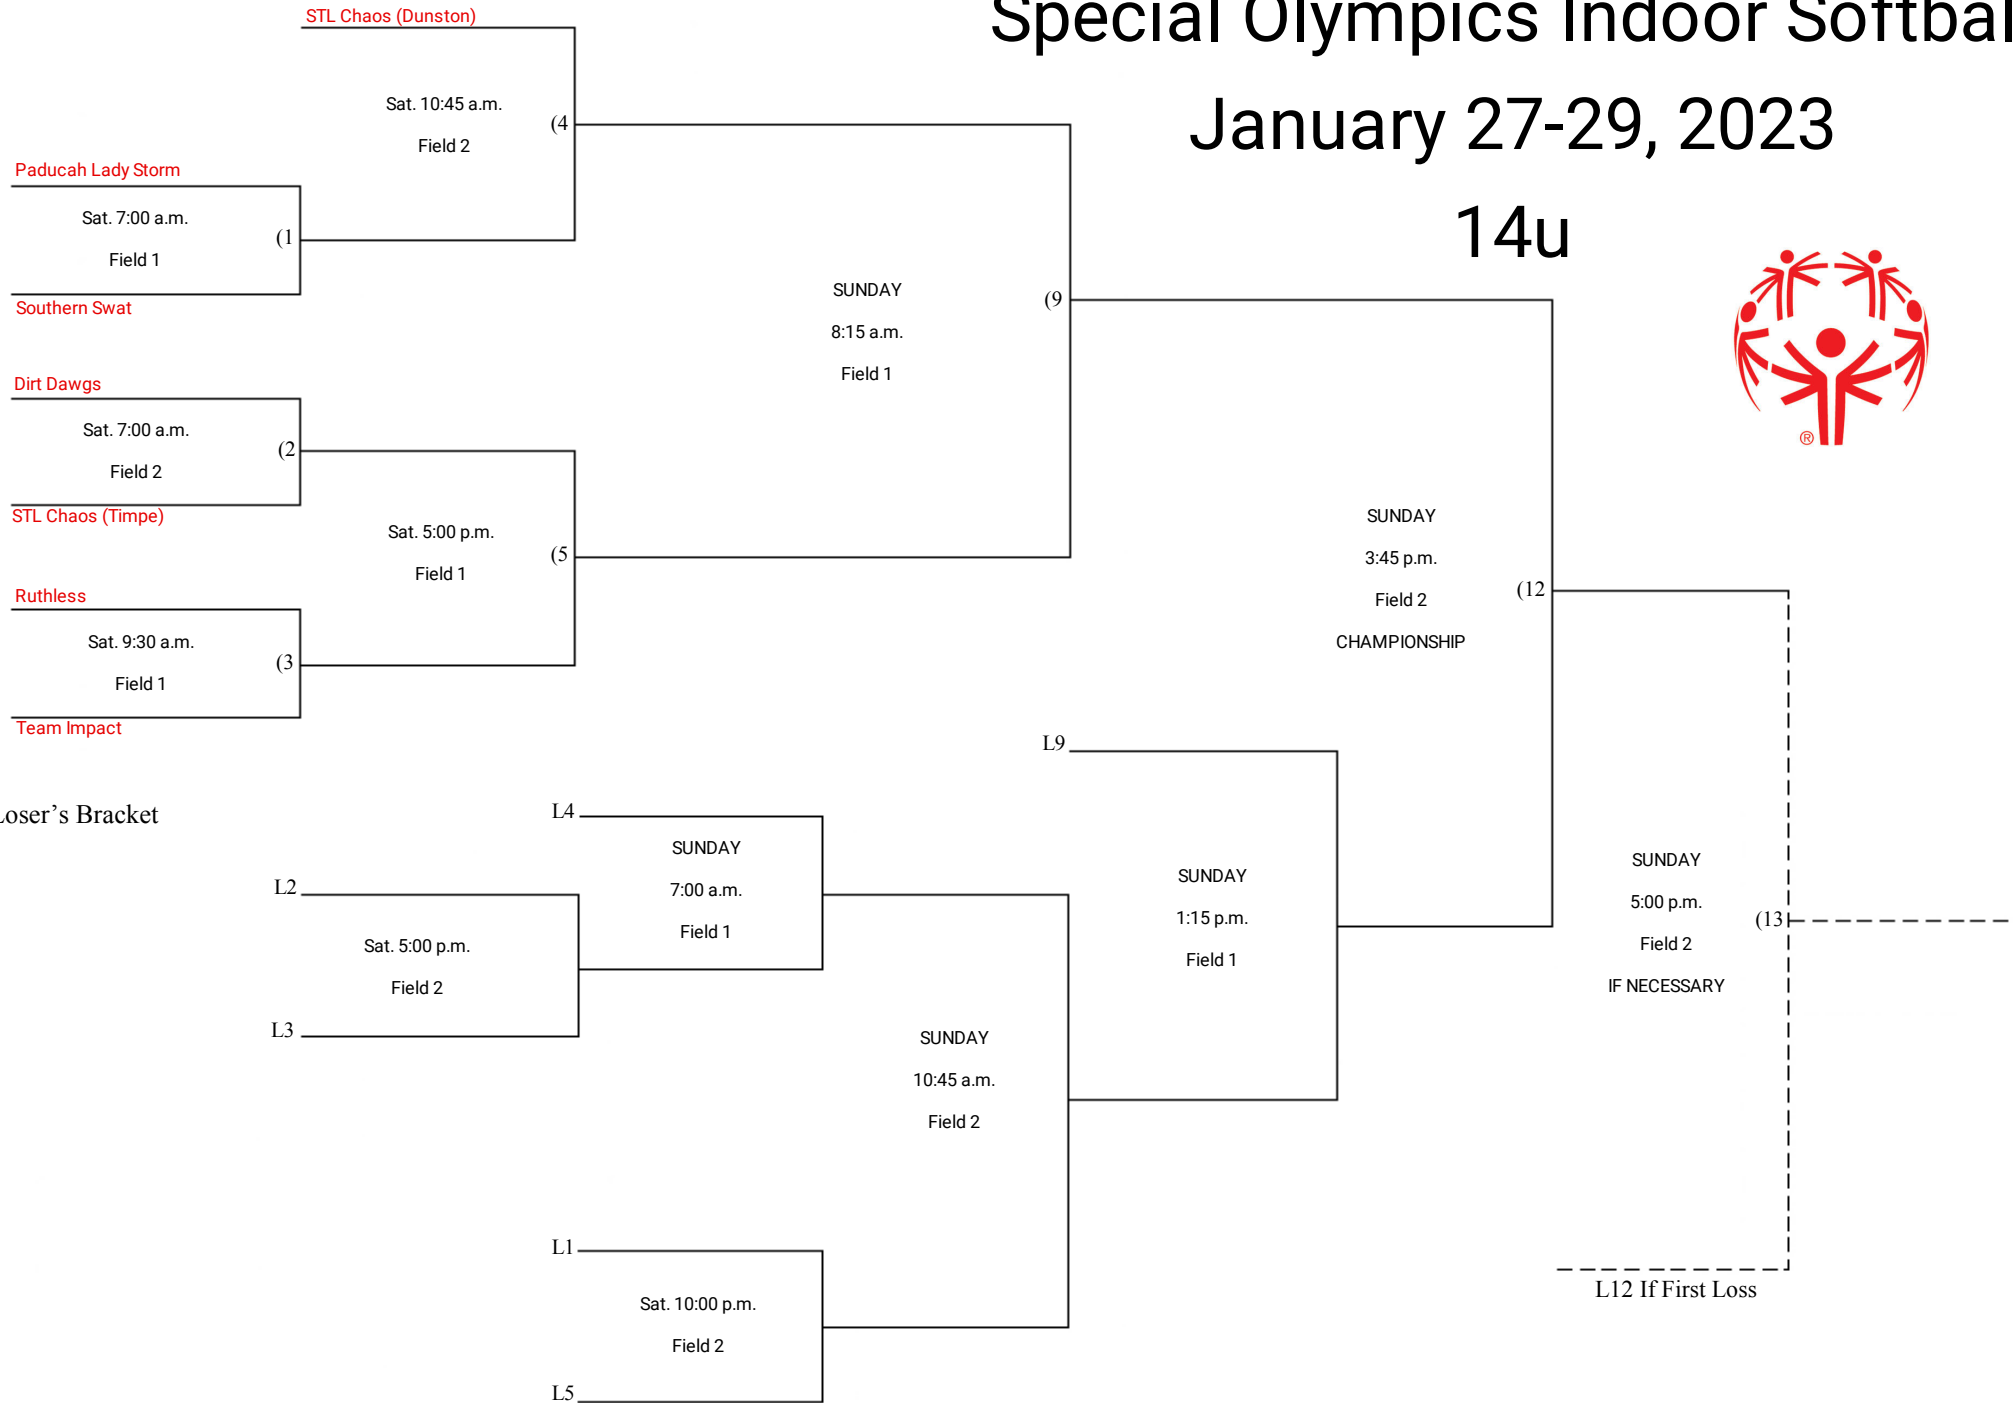 STL Chaos (Dunston)
Special Olympics Indoor Softbal
January 27-29, 2023
14u
Sat. 10:45 a.m.
Field 2
(4
Paducah Lady Storm
Sat. 7:00 a.m.
Field 1
(1
Southern Swat
SUNDAY
8:15 a.m.
Field 1
(9
Dirt Dawgs
Sat. 7:00 a.m.
Field 2
(2
STL Chaos (Timpe)
Sat. 5:00 p.m.
Field 1
(5
Ruthless
Sat. 9:30 a.m.
Field 1
(3
Team Impact
®
SUNDAY
3:45 p.m.
Field 2
CHAMPIONSHIP
(12
Loser’s Bracket
L9
L4
SUNDAY
7:00 a.m.
Field 1
L2
Sat. 5:00 p.m.
Field 2
L3
SUNDAY
1:15 p.m.
Field 1
SUNDAY
5:00 p.m.
Field 2
IF NECESSARY
(13
SUNDAY
10:45 a.m.
Field 2
L1
Sat. 10:00 p.m.
Field 2
L5
L12 If First Loss